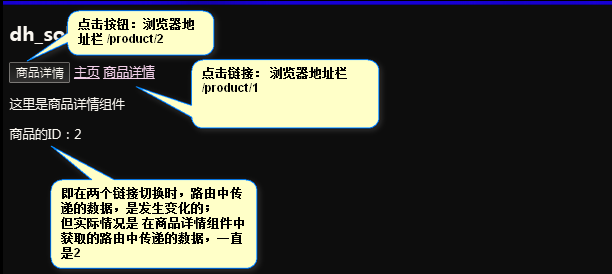 点击按钮：浏览器地
址栏 /product/2
dh_so
商品详情 主页 商品详情
点击链接： 浏览器地址栏
/product/1
这里是商品详情组件
商品的ID：2
即在两个链接切换时，路由中传
递的数据，是发生变化的；
但实际情况是 在商品详情组件中
获取的路由中传递的数据，一直
是2